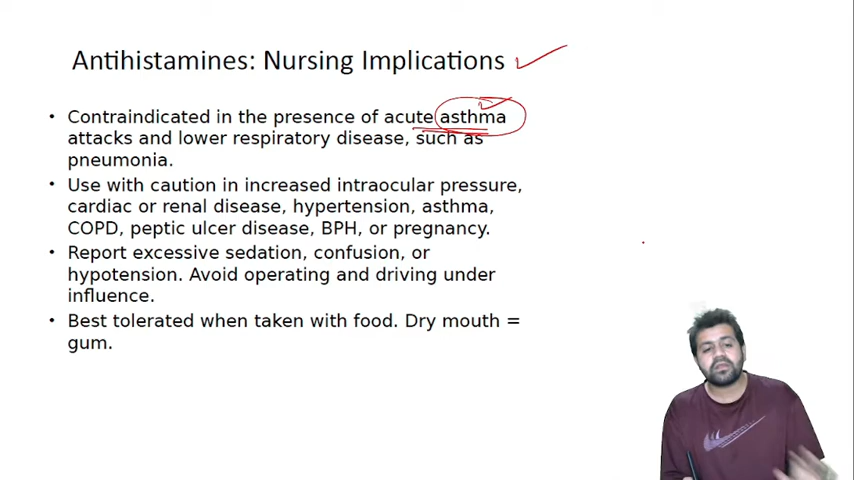 Antihistamines: Nursing Implications
• Contraindicated in the presence of acute asthma
attacks and lower respiratory disease, such as
pneumonia.
• Use with caution in increased intraocular pressure,
cardiac or renal disease, hypertension, asthma,
COPD, peptic ulcer disease, BPH, or pregnancy.
• Report excessive sedation, confusion, or
hypotension. Avoid operating and driving under
influence.
• Best tolerated when taken with food. Dry mouth =
gum.